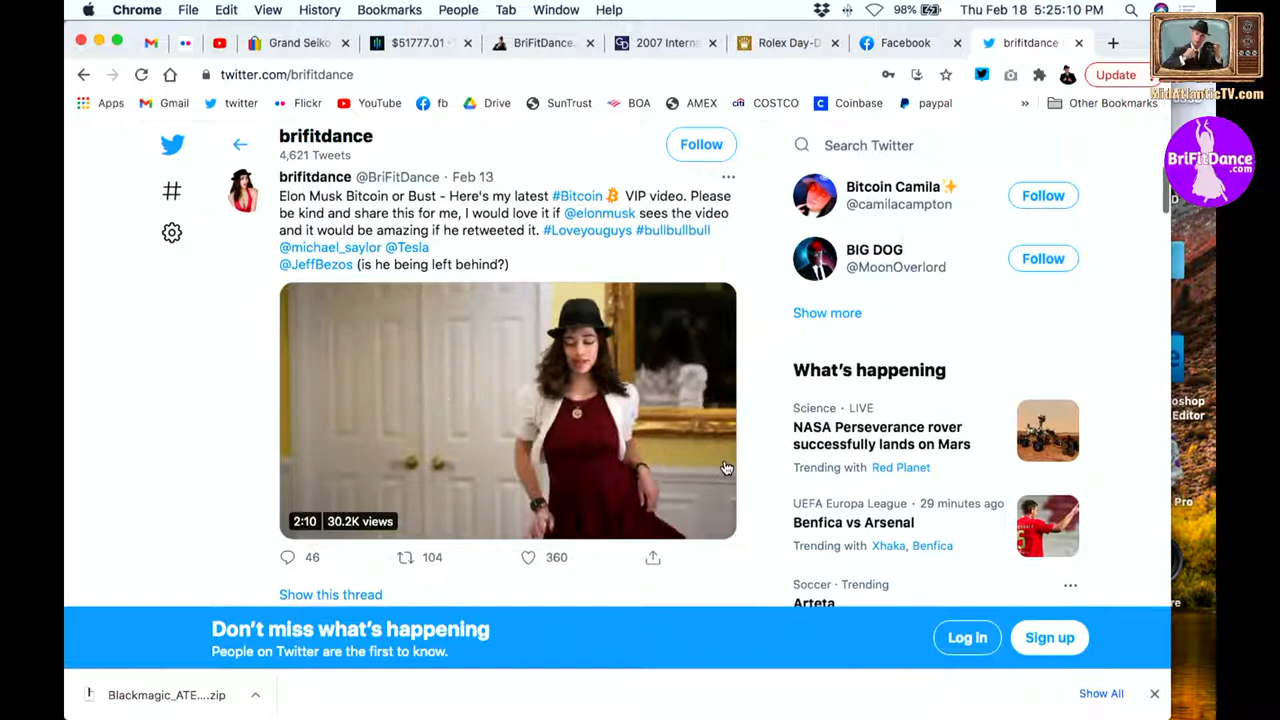 Chrome File Edit View History Bookmarks People Tab Window Help 98% Thu Feb 18 5:25:10 PM
Grand Seiko $51777.01 BriFitDance. 2007 Intern Rolex Day-D Facebook brifitdance
twitter.com/brifitdance Update
Apps Gmail twitter Flickr YouTube fb Drive SunTrust BOA AMEX COSTCO Coinbase paypal » Other Bookmarks
MidAtlanticTV.com
BriFitDance
.com
brifitdance
4,621 Tweets
Follow
brifitdance @BriFitDance · Feb 13
Elon Musk Bitcoin or Bust - Here's my latest #Bitcoin VIP video. Please
be kind and share this for me, I would love it if @elonmusk sees the video
and it would be amazing if he retweeted it. #Loveyouguys #bullbullbull
@michael_saylor @Tesla
@JeffBezos (is he being left behind?)
2:10 30.2K views
46 104 360
Show this thread
Search Twitter
Bitcoin Camila✨
@camilacampton
Follow
BIG DOG
@MoonOverlord
Follow
Show more
What's happening
Science · LIVE
NASA Perseverance rover
successfully lands on Mars
Trending with Red Planet
UEFA Europa League · 29 minutes ago
Benfica vs Arsenal
Trending with Xhaka, Benfica
Soccer · Trending
Arteta
Don't miss what's happening
People on Twitter are the first to know.
Log in Sign up
Blackmagic_ATE....zip
Show All
Editor
Pro